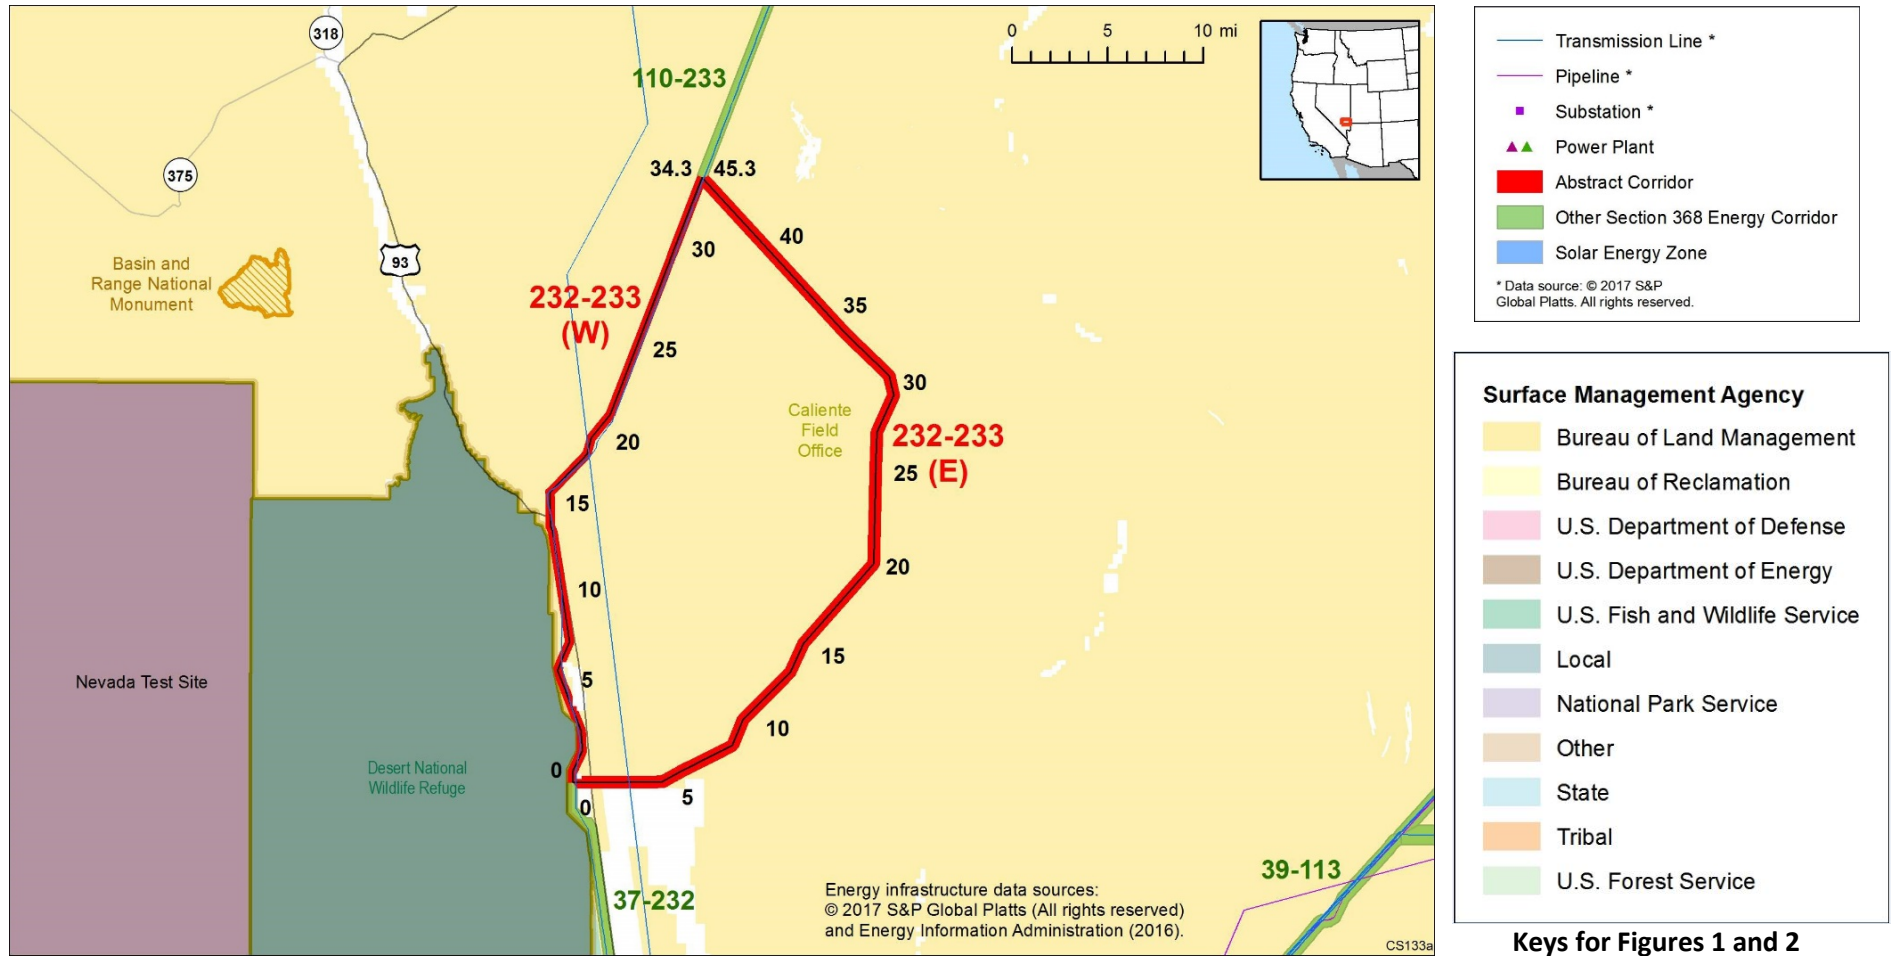 318
110-233
0 5 10 mi
375
34.3 45.3
93
Basin and
Range National
Monument
232-233
(W)
30
25
20
15
10
5
0
40
35
30
232-233
(E)
25
20
15
10
5
0
Caliente
Field
Office
Nevada Test Site
Desert National
Wildlife Refuge
37-232
39-113
Energy infrastructure data sources:
© 2017 S&P Global Platts (All rights reserved)
and Energy Information Administration (2016).
CS133a
Transmission Line *
Pipeline *
Substation *
Power Plant
Abstract Corridor
Other Section 368 Energy Corridor
Solar Energy Zone
* Data source: © 2017 S&P
Global Platts. All rights reserved.
Surface Management Agency
Bureau of Land Management
Bureau of Reclamation
U.S. Department of Defense
U.S. Department of Energy
U.S. Fish and Wildlife Service
Local
National Park Service
Other
State
Tribal
U.S. Forest Service
Keys for Figures 1 and 2